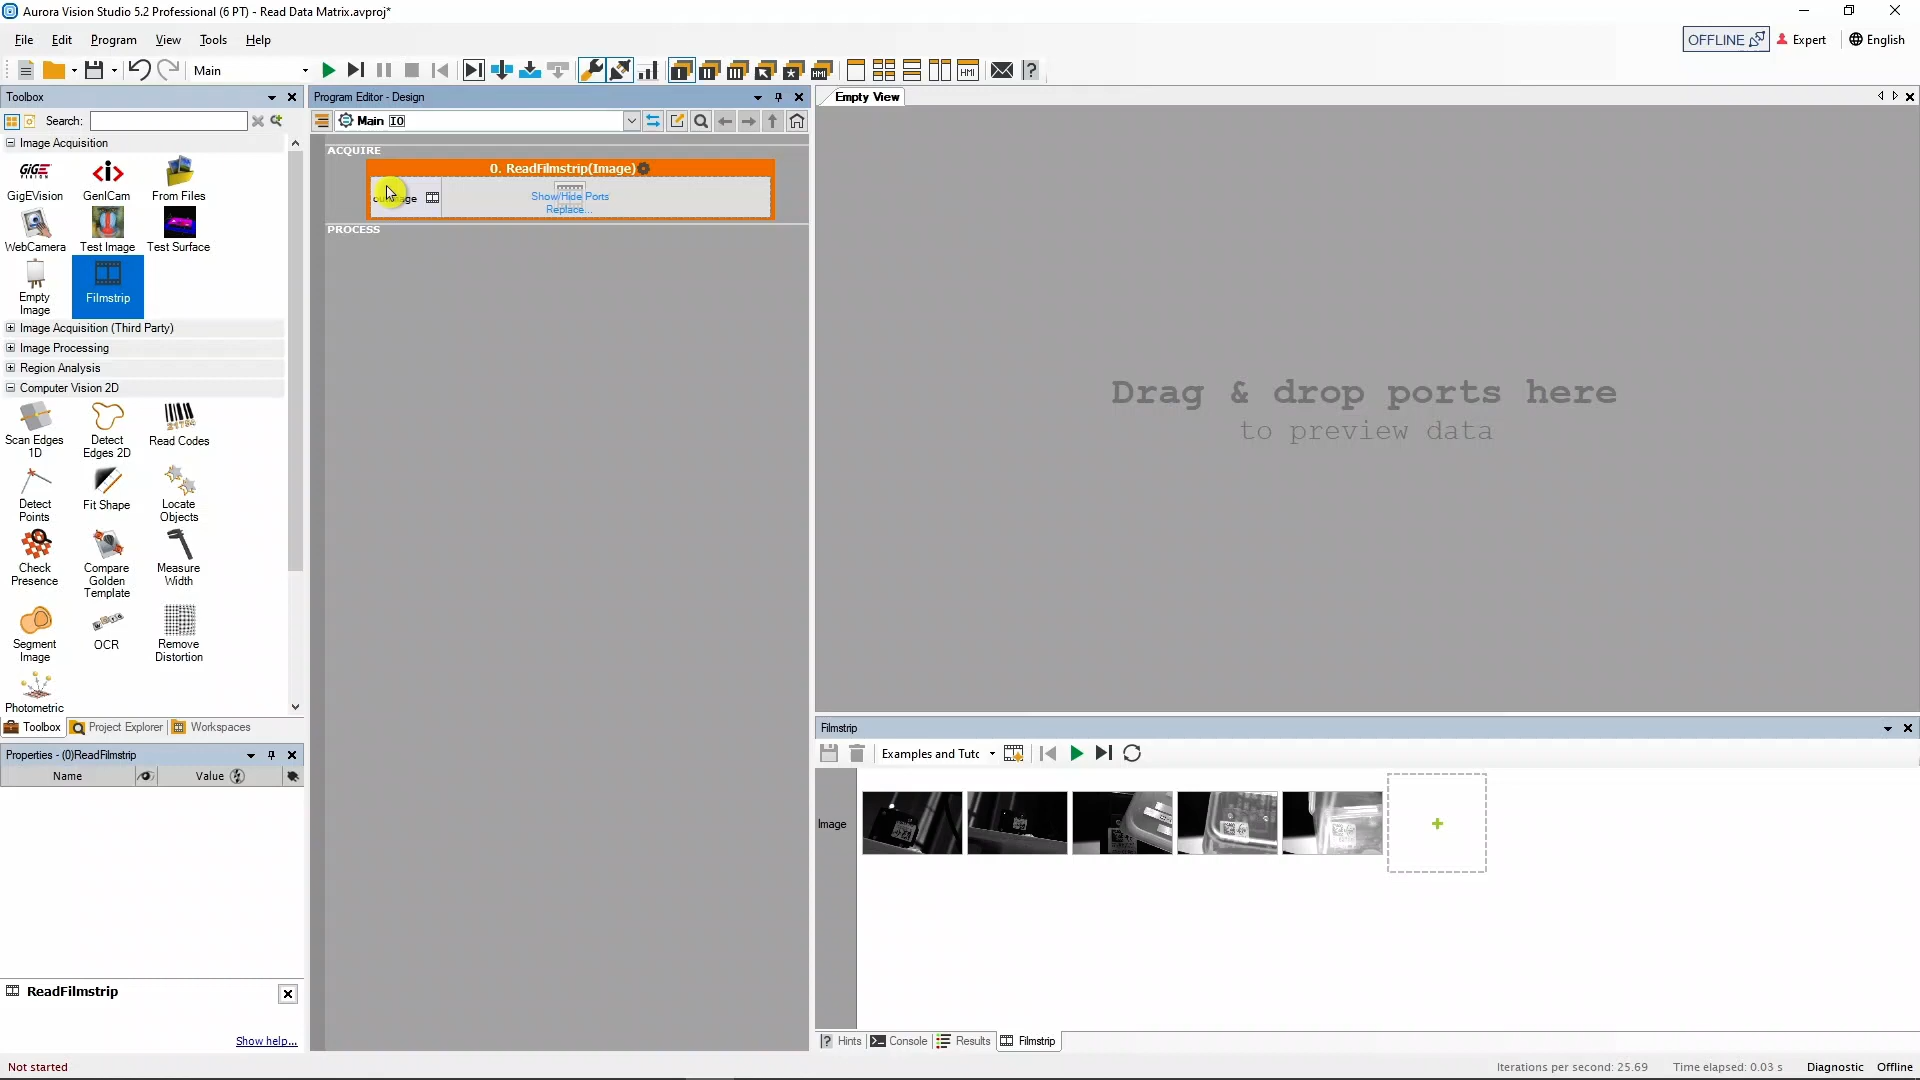 Aurora Vision Studio 5.2 Professional (6 PT) - Read Data Matrix.avproj*
File Edit Program View Tools Help
OFFLINE Expert English
Main
Toolbox
Search:
Image Acquisition
GigEVision GenICam From Files
WebCamera Test Image Test Surface
Empty Image
Filmstrip
Image Acquisition (Third Party)
Image Processing
Region Analysis
Computer Vision 2D
Scan Edges 1D
Detect Edges 2D
Read Codes
Detect Points
Fit Shape
Locate Objects
Check Presence
Compare Golden Template
Measure Width
Segment Image
OCR
Remove Distortion
Photometric
Toolbox Project Explorer Workspaces
Properties - (0)ReadFilmstrip
Name Value
ReadFilmstrip
Show help...
Not started
Program Editor - Design
Main IO
ACQUIRE
0. ReadFilmstrip(Image)
Show/Hide Ports
Replace...
PROCESS
Empty View
Drag & drop ports here
to preview data
HMI
HMI
Filmstrip
Examples and Tutc
Image
Hints Console Results Filmstrip
Iterations per second: 25.69 Time elapsed: 0.03 s Diagnostic Offline